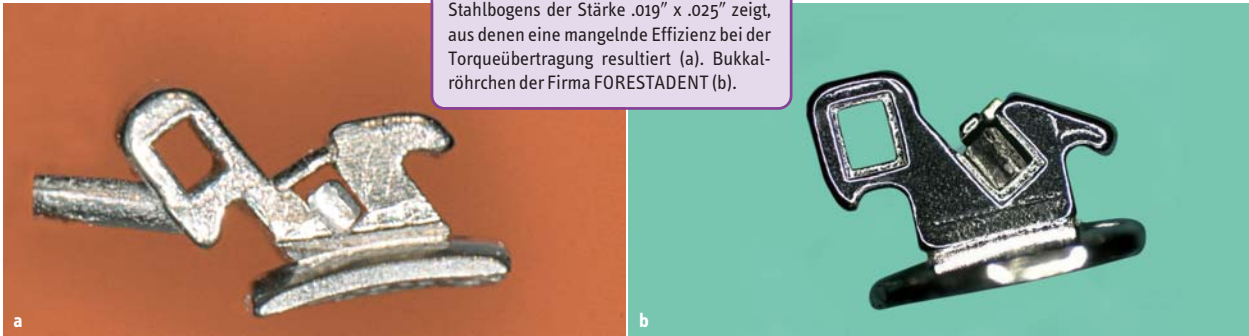 Stahlbogens der Stärke .019″ x .025″ zeigt,
aus denen eine mangelnde Effizienz bei der
Torqueübertragung resultiert (a). Bukkal-
röhrchen der Firma FORESTADENT (b).
a
b